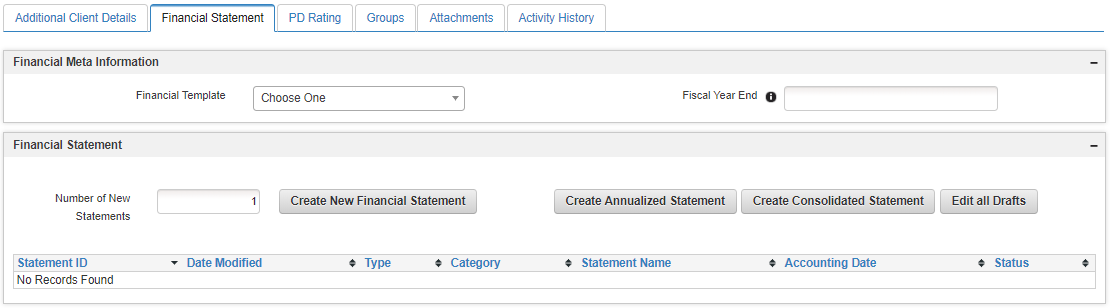 Additional Client Details Financial Statement PD Rating Groups Attachments Activity History
Financial Meta Information
Financial Template Choose One Fiscal Year End
Financial Statement
Number of New Statements 1 Create New Financial Statement Create Annualized Statement Create Consolidated Statement Edit all Drafts
Statement ID Date Modified Type Category Statement Name Accounting Date Status
No Records Found